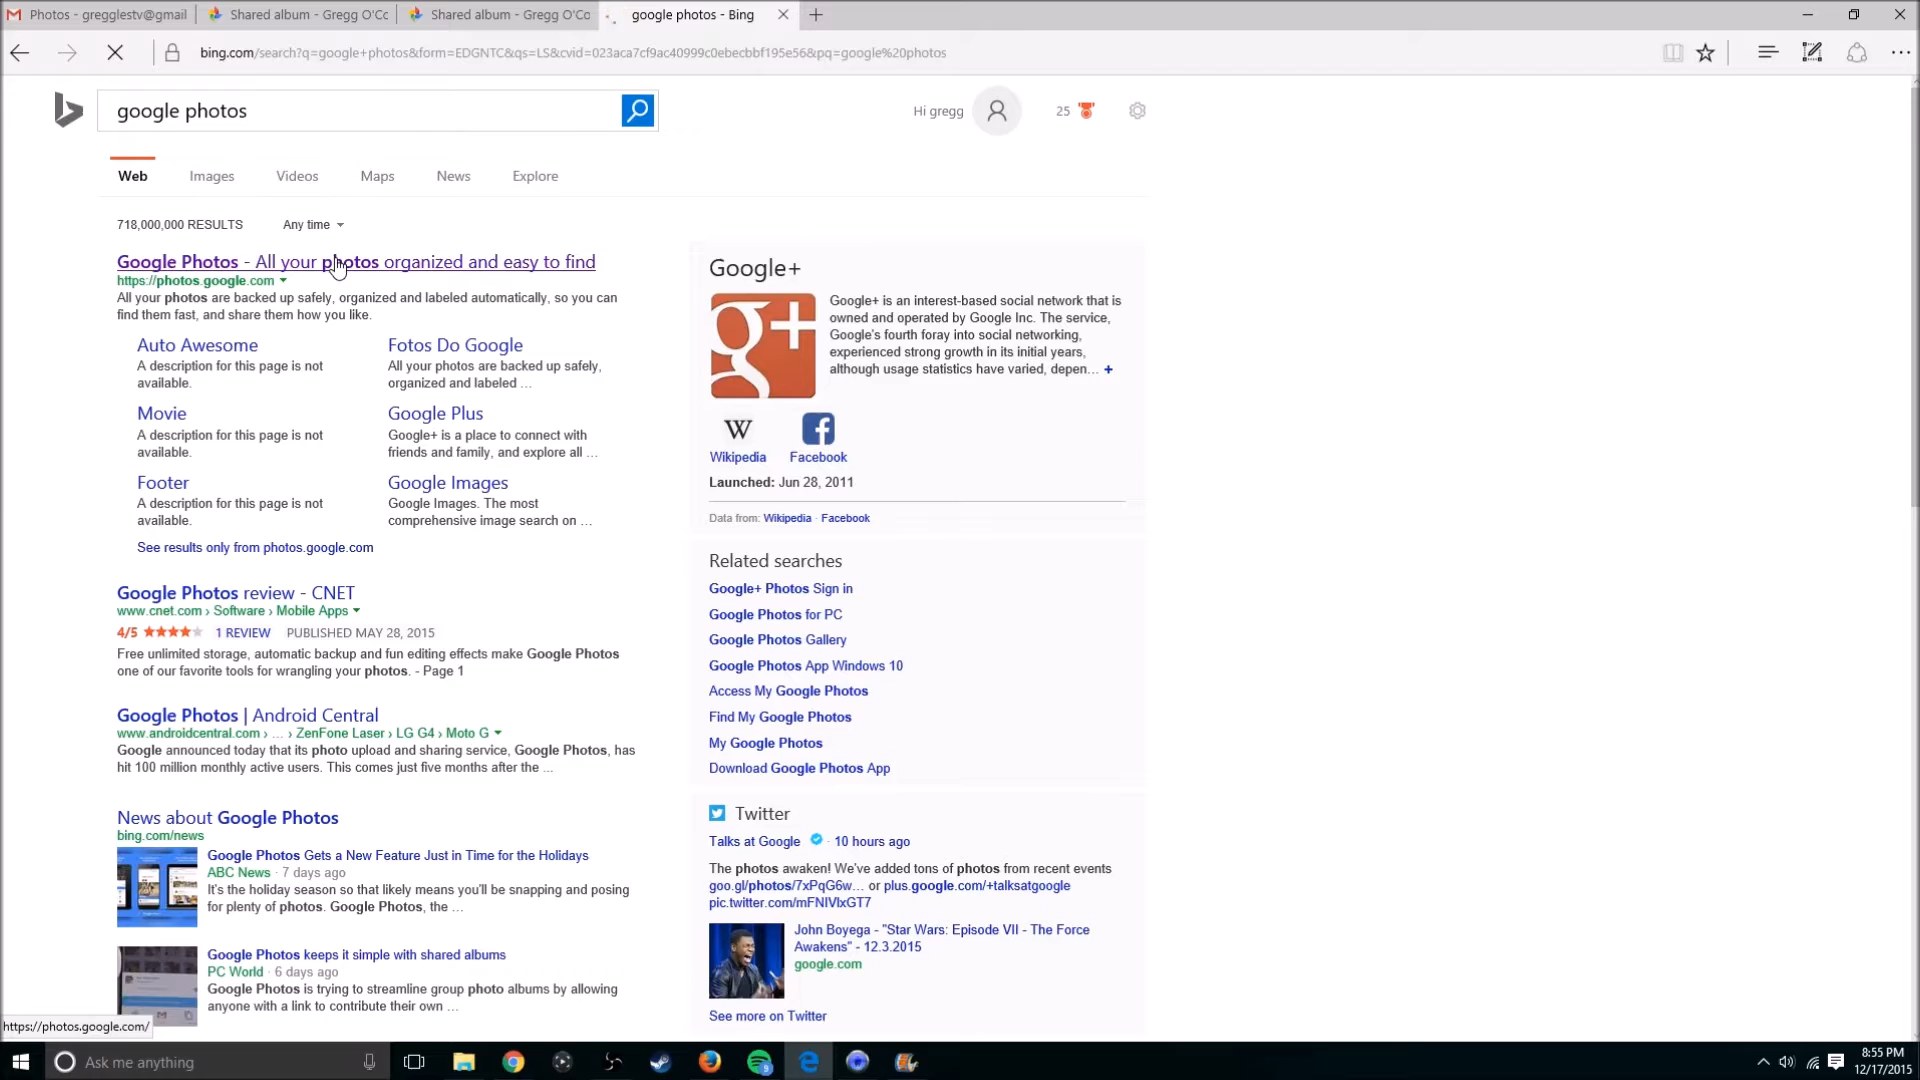 Photos - gregglestv@gmail
Shared album - Gregg O'Cc
Shared album - Gregg O'Co
google photos - Bing
bing.com/search?q=google+photos&form=EDGNTC&qs=LS&cvid=023aca7cf9ac40999c0ebecbbf195e56&pq=google%20photos
google photos
Hi gregg
25
Web
Images
Videos
Maps
News
Explore
718,000,000 RESULTS
Any time
Google Photos - All your photos organized and easy to find
https://photos.google.com
All your photos are backed up safely, organized and labeled automatically, so you can
find them fast, and share them how you like.
Auto Awesome
A description for this page is not
available.
Fotos Do Google
All your photos are backed up safely,
organized and labeled ...
Movie
A description for this page is not
available.
Google Plus
Google+ is a place to connect with
friends and family, and explore all ...
Footer
A description for this page is not
available.
Google Images
Google Images. The most
comprehensive image search on ...
See results only from photos.google.com
Google Photos review - CNET
www.cnet.com › Software › Mobile Apps
4/5
1 REVIEW
PUBLISHED MAY 28, 2015
Free unlimited storage, automatic backup and fun editing effects make Google Photos
one of our favorite tools for wrangling your photos. - Page 1
Google Photos | Android Central
www.androidcentral.com › ... › ZenFone Laser › LG G4 › Moto G
Google announced today that its photo upload and sharing service, Google Photos, has
hit 100 million monthly active users. This comes just five months after the ...
News about Google Photos
bing.com/news
Google Photos Gets a New Feature Just in Time for the Holidays
ABC News · 7 days ago
It's the holiday season so that likely means you'll be snapping and posing
for plenty of photos. Google Photos, the ...
Google Photos keeps it simple with shared albums
PC World · 6 days ago
Google Photos is trying to streamline group photo albums by allowing
anyone with a link to contribute their own ...
Google+
g+
Google+ is an interest-based social network that is
owned and operated by Google Inc. The service,
Google's fourth foray into social networking,
experienced strong growth in its initial years,
although usage statistics have varied, depen... +
W
f
Wikipedia
Facebook
Launched: Jun 28, 2011
Data from: Wikipedia · Facebook
Related searches
Google+ Photos Sign in
Google Photos for PC
Google Photos Gallery
Google Photos App Windows 10
Access My Google Photos
Find My Google Photos
My Google Photos
Download Google Photos App
Twitter
Talks at Google · 10 hours ago
The photos awaken! We've added tons of photos from recent events
goo.gl/photos/7xPqG6w... or plus.google.com/+talksatgoogle
pic.twitter.com/mFNIVlxGT7
John Boyega - "Star Wars: Episode VII - The Force
Awakens" - 12.3.2015
google.com
See more on Twitter
https://photos.google.com/
Ask me anything
9
8:55 PM
12/17/2015